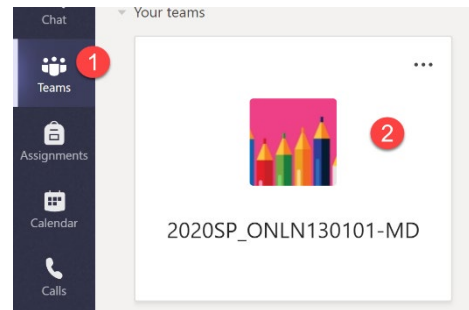 Chat
Your teams
1
Teams
...
2
Assignments
Calendar
2020SP_ONLN130101-MD
Calls